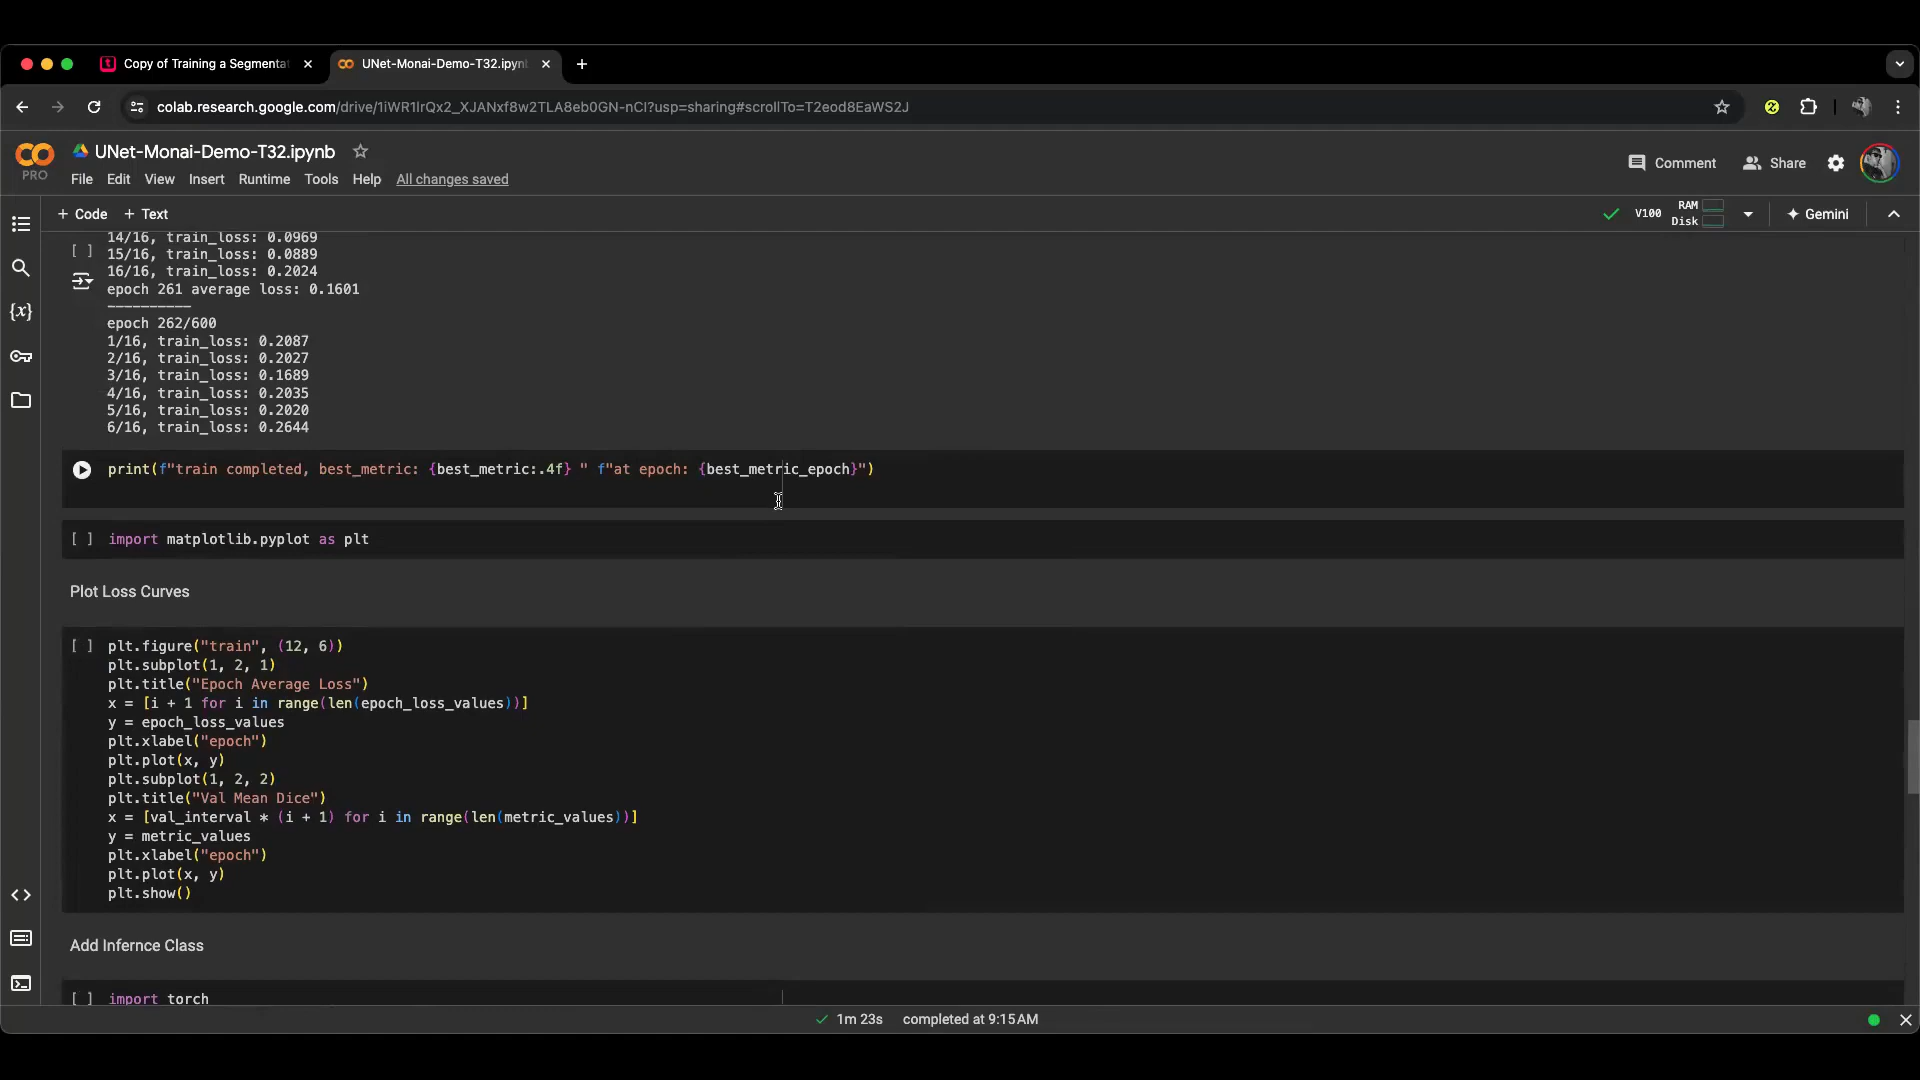 Copy of Training a Segmenta
UNet-Monai-Demo-T32.ipyn
colab.research.google.com/drive/1iWR1lrQx2_XJANxf8w2TLA8eb0GN-nCl?usp=sharing#scrollTo=T2eod8EaWS2J
PRO
UNet-Monai-Demo-T32.ipynb
Comment
Share
File Edit View Insert Runtime Tools Help All changes saved
+ Code + Text
V100
RAM
Disk
Gemini
14/16, train_loss: 0.0969
[ ] 15/16, train_loss: 0.0889
16/16, train_loss: 0.2024
epoch 261 average loss: 0.1601
----------
epoch 262/600
1/16, train_loss: 0.2087
2/16, train_loss: 0.2027
3/16, train_loss: 0.1689
4/16, train_loss: 0.2035
5/16, train_loss: 0.2020
6/16, train_loss: 0.2644
{x}
print(f"train completed, best_metric: {best_metric:.4f} " f"at epoch: {best_metric_epoch}")
[ ] import matplotlib.pyplot as plt
Plot Loss Curves
[ ] plt.figure("train", (12, 6))
plt.subplot(1, 2, 1)
plt.title("Epoch Average Loss")
x = [i + 1 for i in range(len(epoch_loss_values))]
y = epoch_loss_values
plt.xlabel("epoch")
plt.plot(x, y)
plt.subplot(1, 2, 2)
plt.title("Val Mean Dice")
x = [val_interval * (i + 1) for i in range(len(metric_values))]
y = metric_values
plt.xlabel("epoch")
plt.plot(x, y)
plt.show()
Add Infernce Class
[ ] import torch
1m 23s completed at 9:15 AM